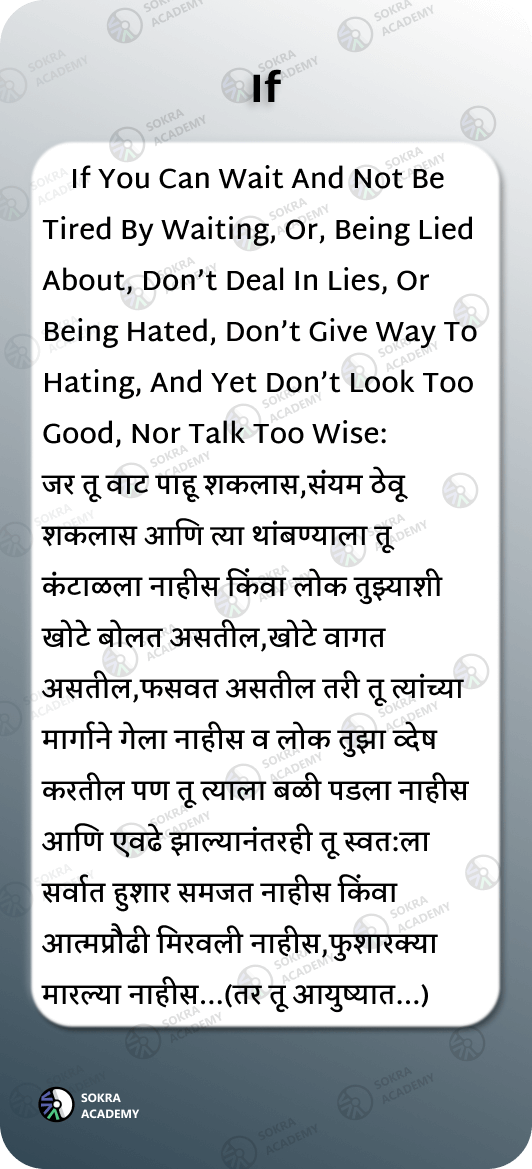 If
If You Can Wait And Not Be
Tired By Waiting, Or, Being Lied
About, Don’t Deal In Lies, Or
Being Hated, Don’t Give Way To
Hating, And Yet Don’t Look Too
Good, Nor Talk Too Wise:
जर तू वाट पाहू शकलास,संयम ठेवू
शकलास आणि त्या थांबण्याला तू
कंटाळला नाहीस किंवा लोक तुझ्याशी
खोटे बोलत असतील,खोटे वागत
असतील,फसवत असतील तरी तू त्यांच्या
मार्गाने गेला नाहीस व लोक तुझा व्देष
करतील पण तू त्याला बळी पडला नाहीस
आणि एवढे झाल्यानंतरही तू स्वत:ला
सर्वात हुशार समजत नाहीस किंवा
आत्मप्रौढी मिरवली नाहीस,फुशारक्या
मारल्या नाहीस...(तर तू आयुष्यात...)
SOKRA
ACADEMY